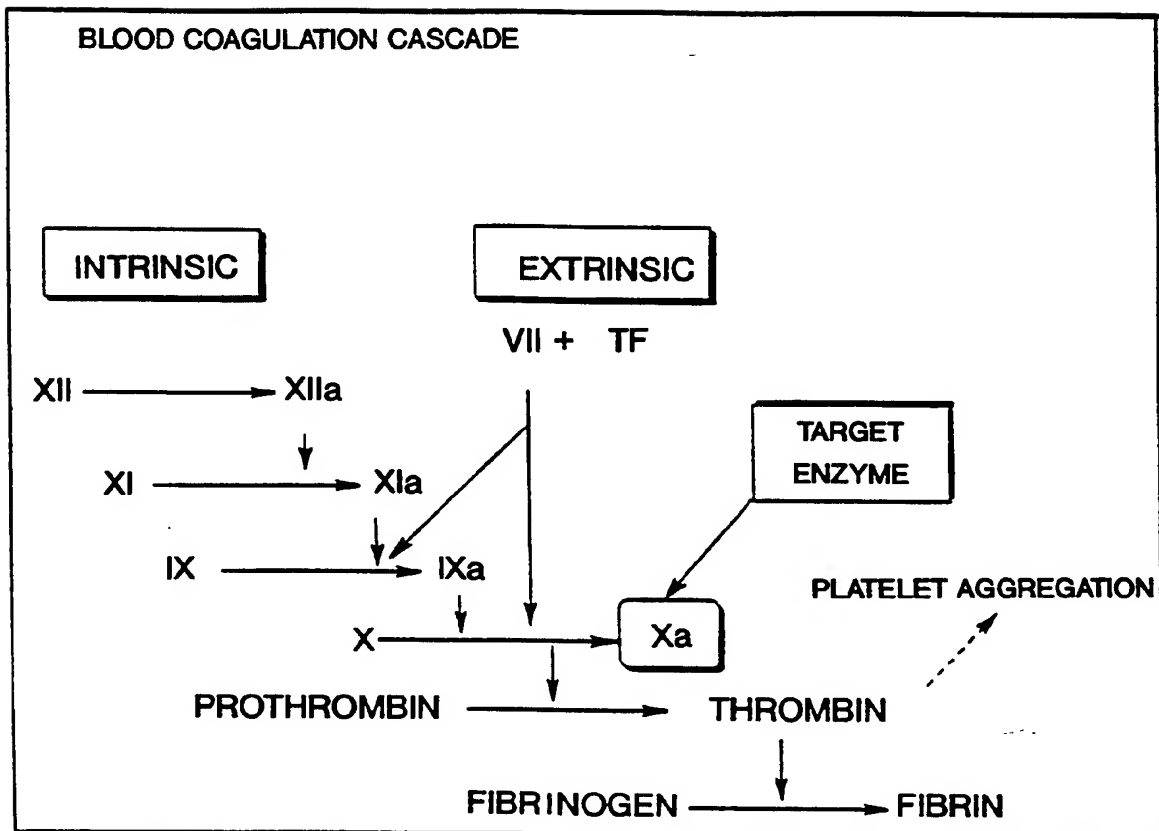 BLOOD COAGULATION CASCADE
INTRINSIC
EXTRINSIC
VII + TF
XII
XIIa
TARGET
ENZYME
XI
XIa
IX
IXa
PLATELET AGGREGATION
X
Xa
PROTHROMBIN
THROMBIN
FIBRINOGEN
FIBRIN